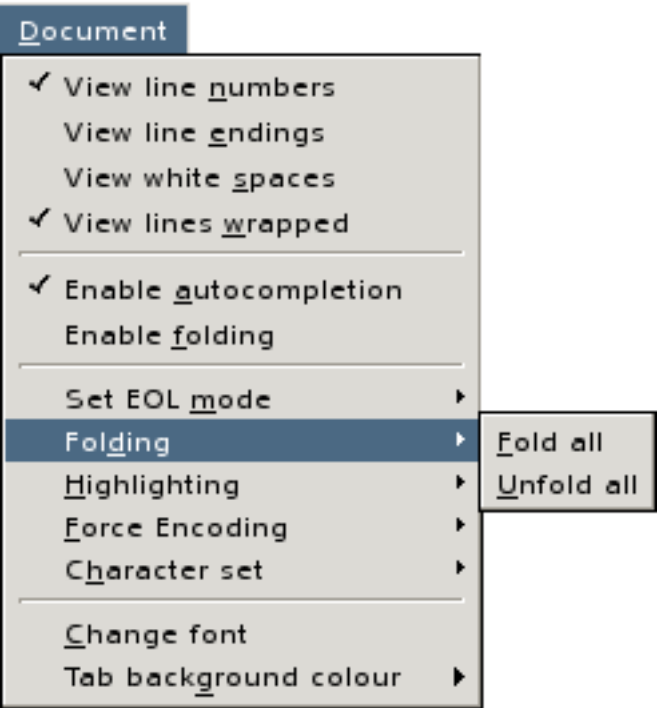 Document
View line numbers
View line endings
View white spaces
View lines wrapped
Enable autocompletion
Enable folding
Set EOL mode
Folding
Fold all
Highlighting
Unfold all
Force Encoding
Character set
Change font
Tab background colour